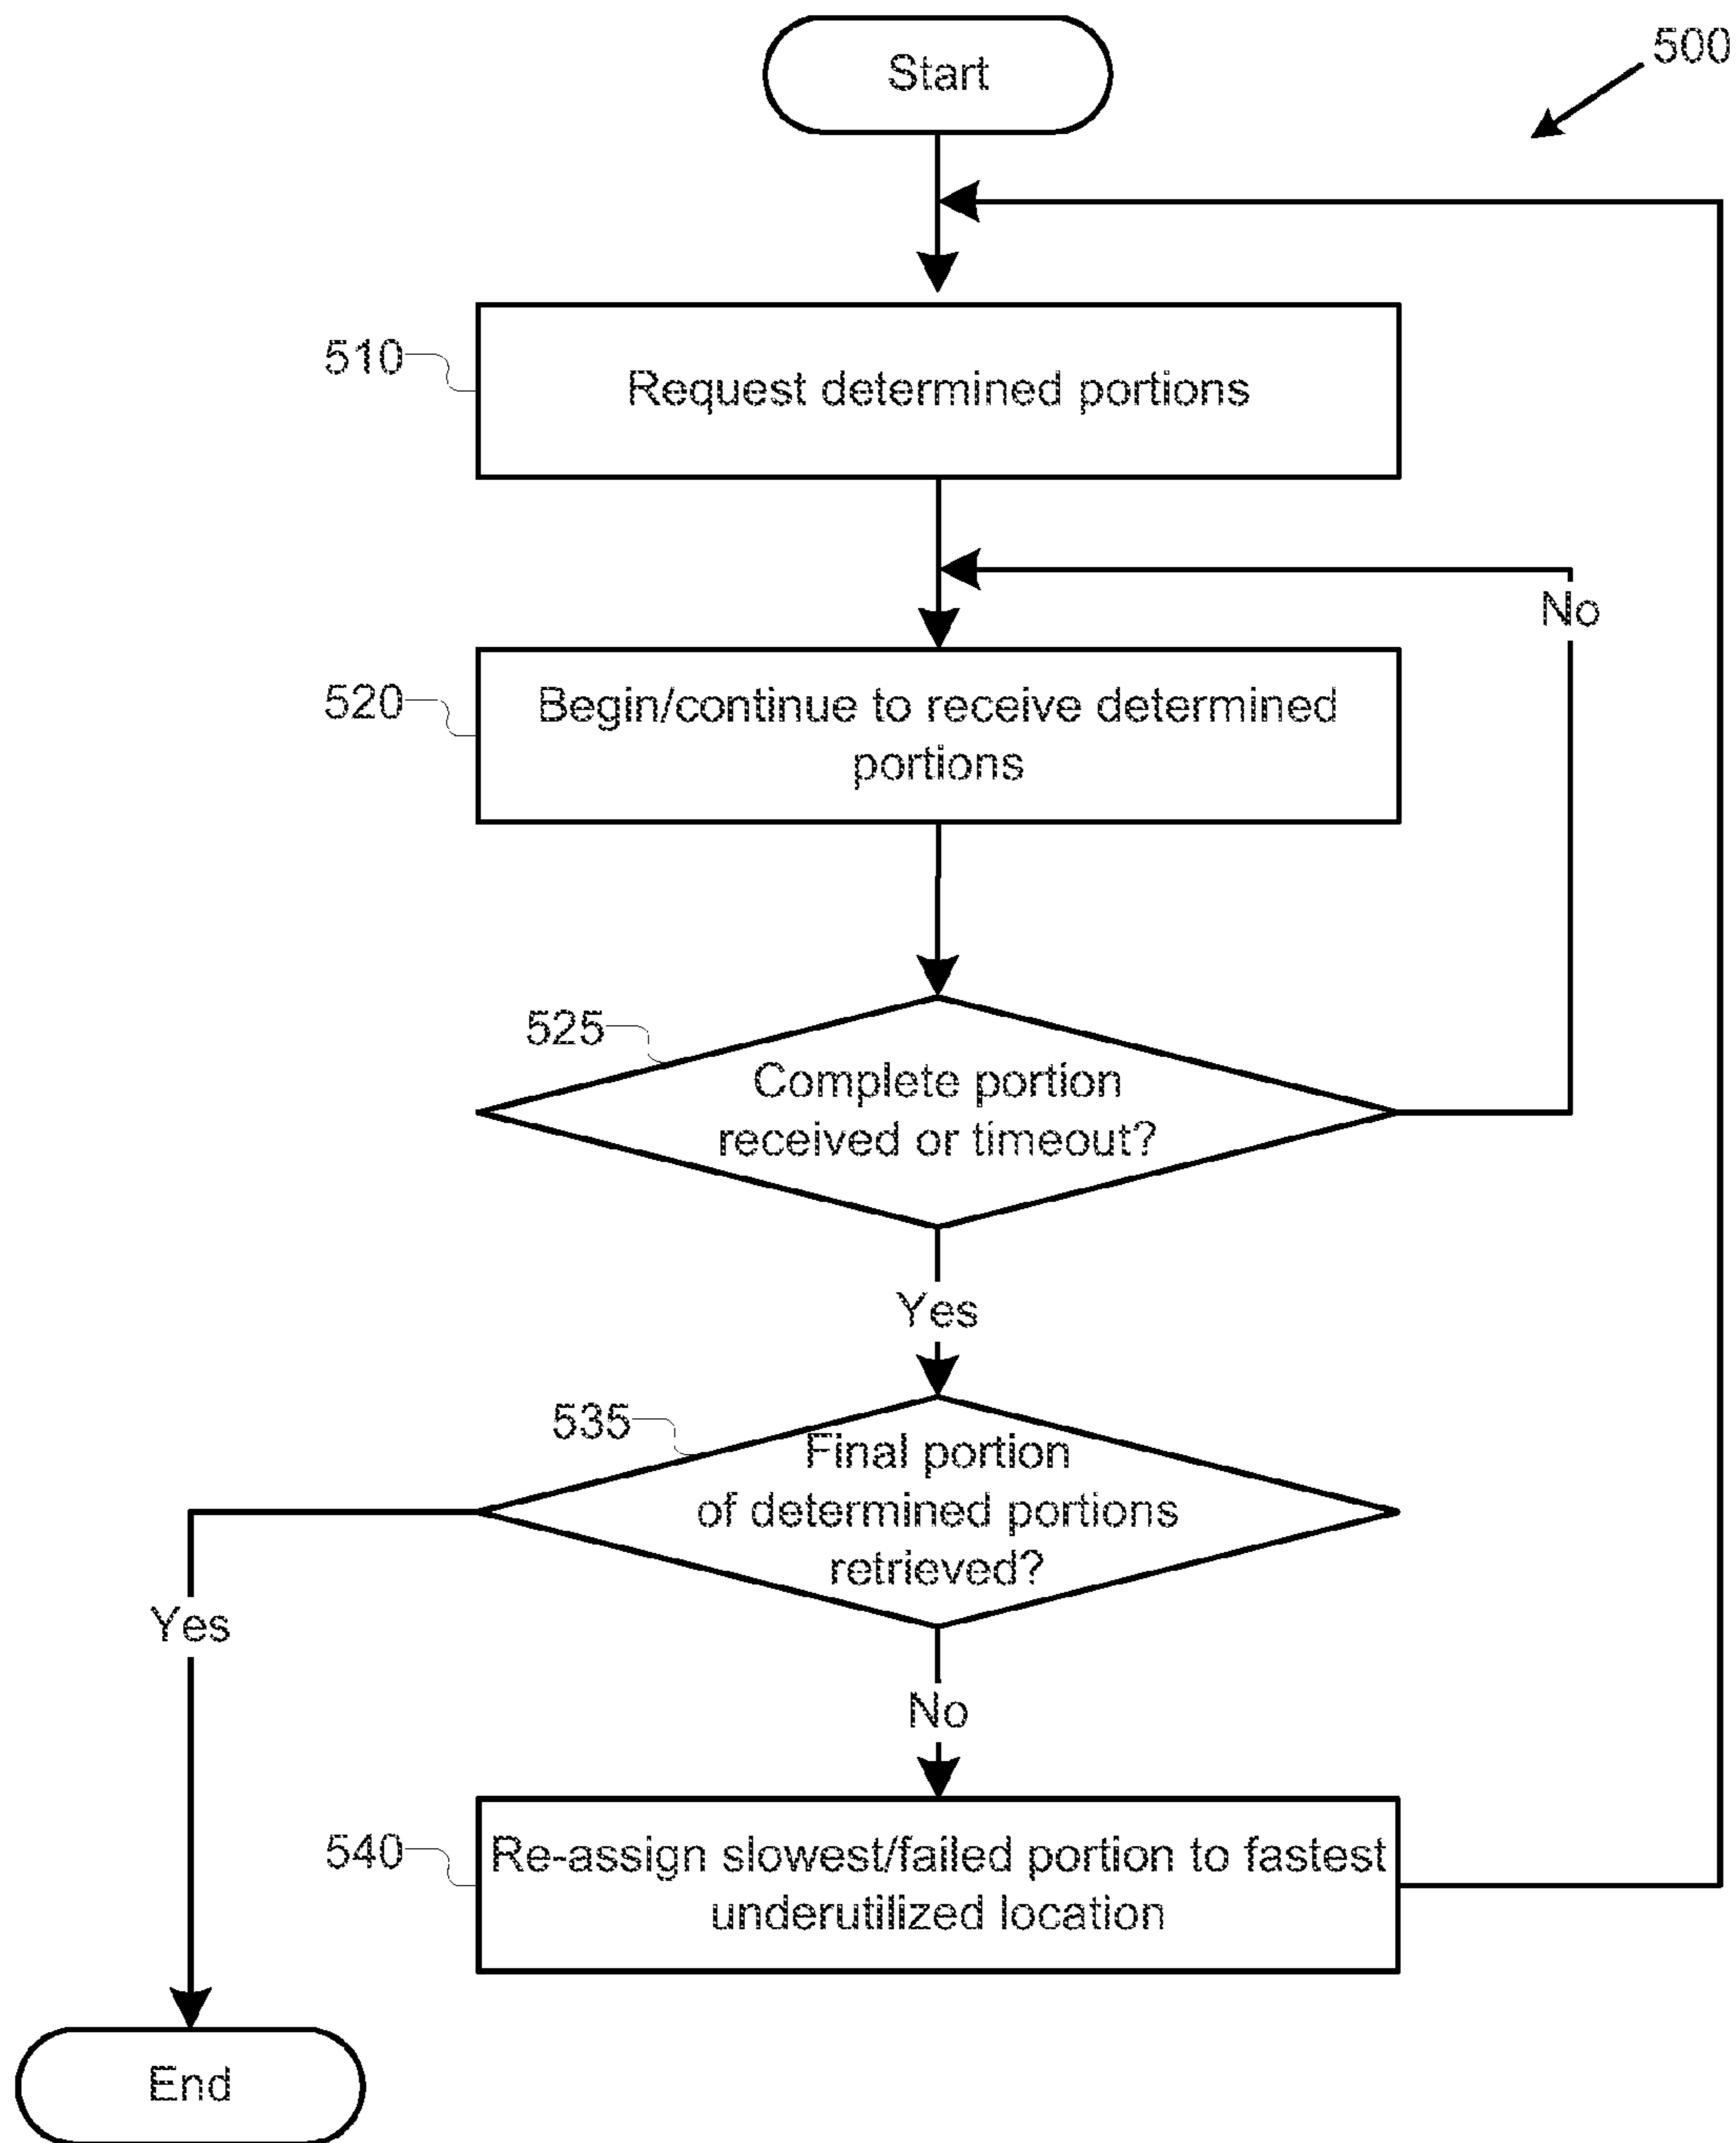 Start
500
510
Request determined portions
No
520
Begin/continue to receive determined
portions
525
Complete portion
received or timeout?
Yes
535
Final portion
of determined portions
retrieved?
Yes
No
540
Re-assign slowest/failed portion to fastest
underutilized location
End